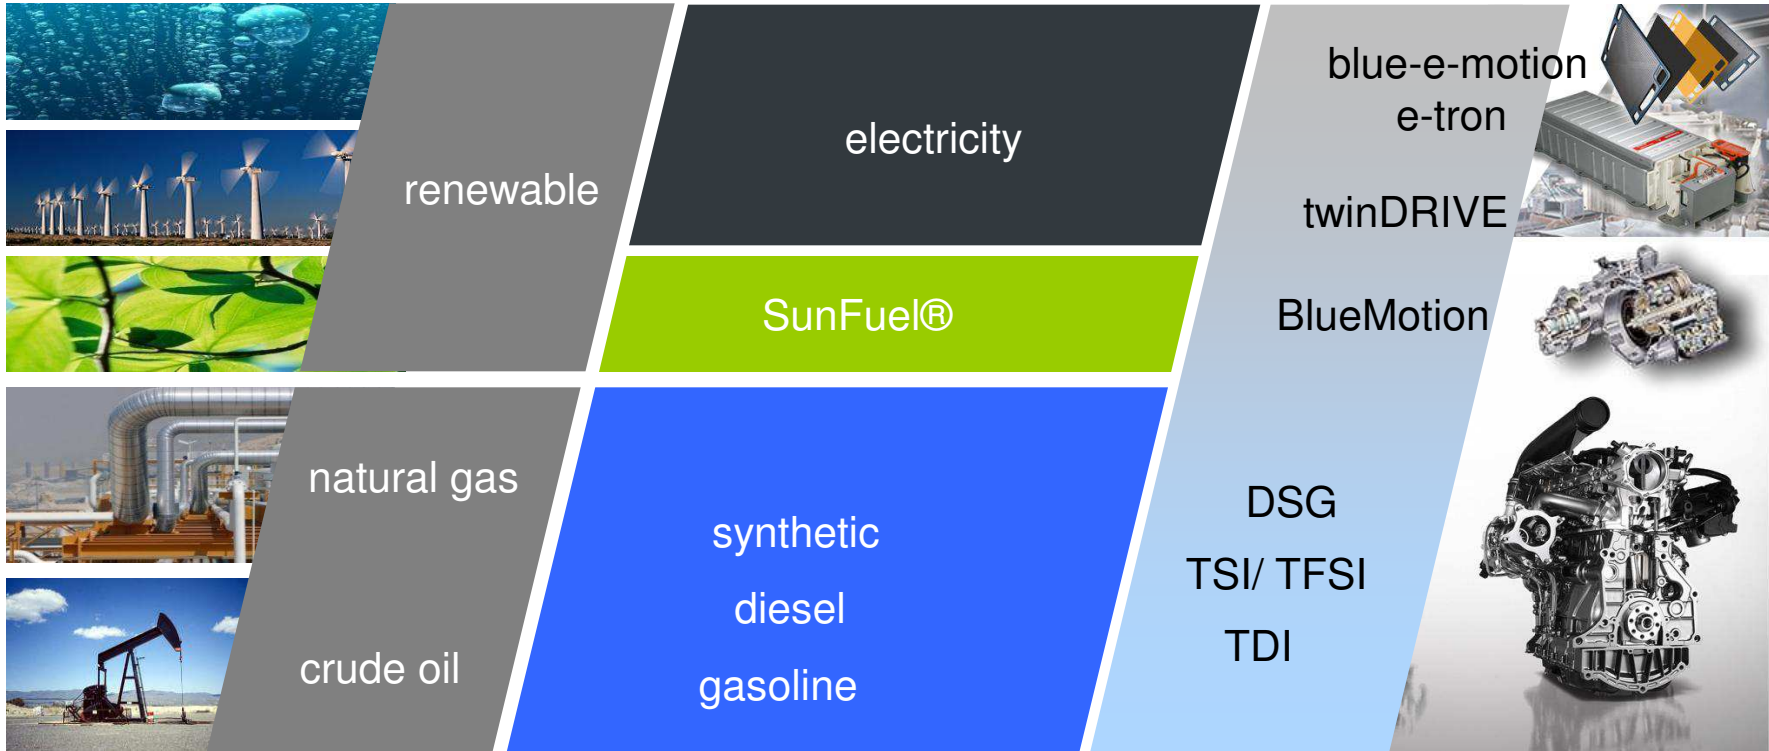 renewable
natural gas
crude oil
electricity
SunFuel®
synthetic
diesel
gasoline
blue-e-motion
e-tron
twinDRIVE
BlueMotion
DSG
TSI/ TFSI
TDI